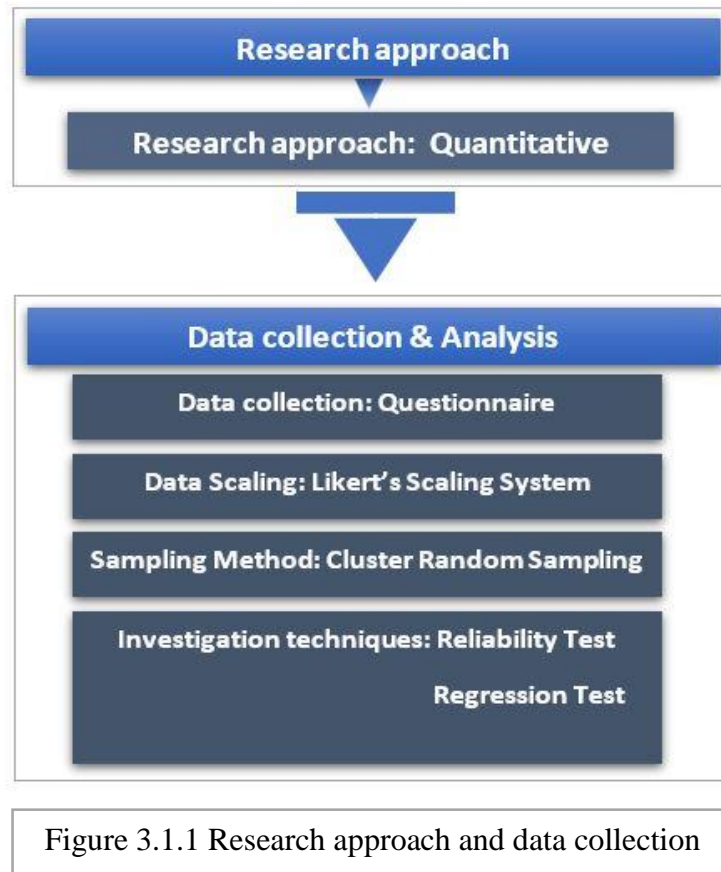 Research approach
Research approach: Quantitative
Data collection & Analysis
Data collection: Questionnaire
Data Scaling: Likert’s Scaling System
Sampling Method: Cluster Random Sampling
Investigation techniques: Reliability Test
Regression Test
Figure 3.1.1 Research approach and data collection